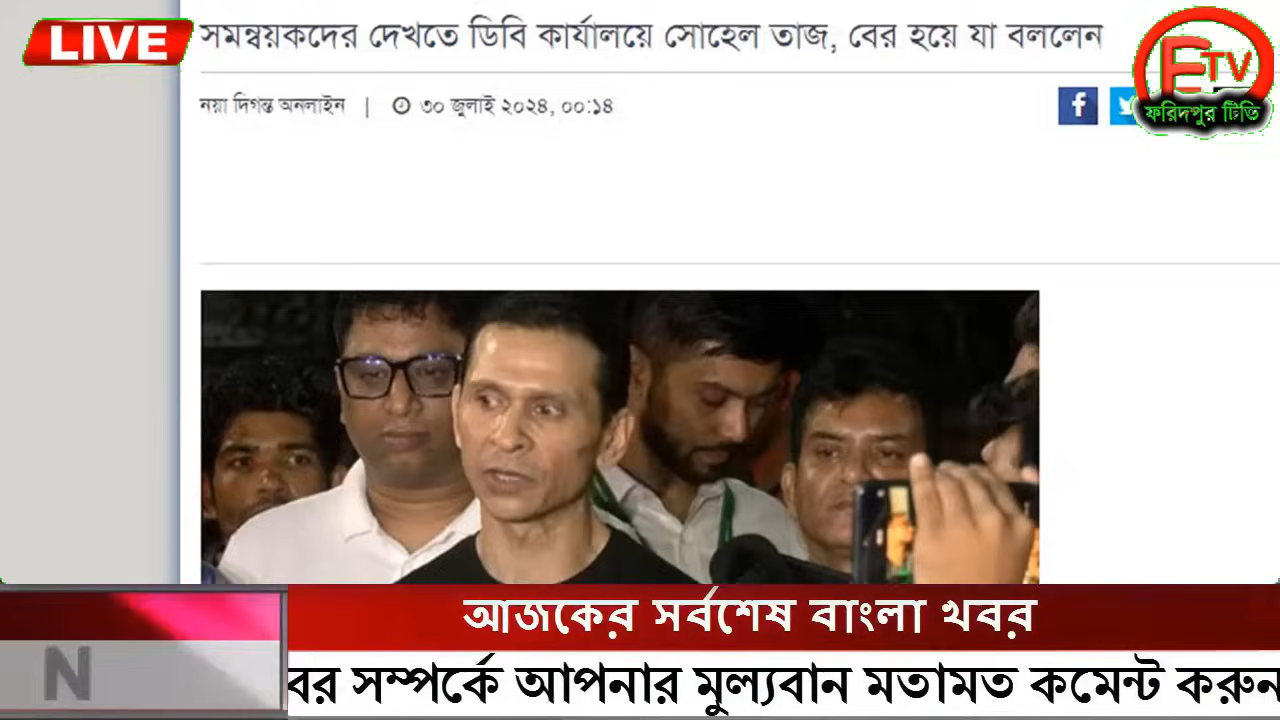 LIVE
সমন্বয়কদের দেখতে ডিবি কার্যালয়ে সোহেল তাজ, বের হয়ে যা বললেন
নয়া দিগন্ত অনলাইন | ৩০ জুলাই ২০২৪, ০০:১৪
f
FTV
ফরিদপুর টিভি
আজকের সর্বশেষ বাংলা খবর
N
বর সম্পর্কে আপনার মুল্যবান মতামত কমেন্ট করুন